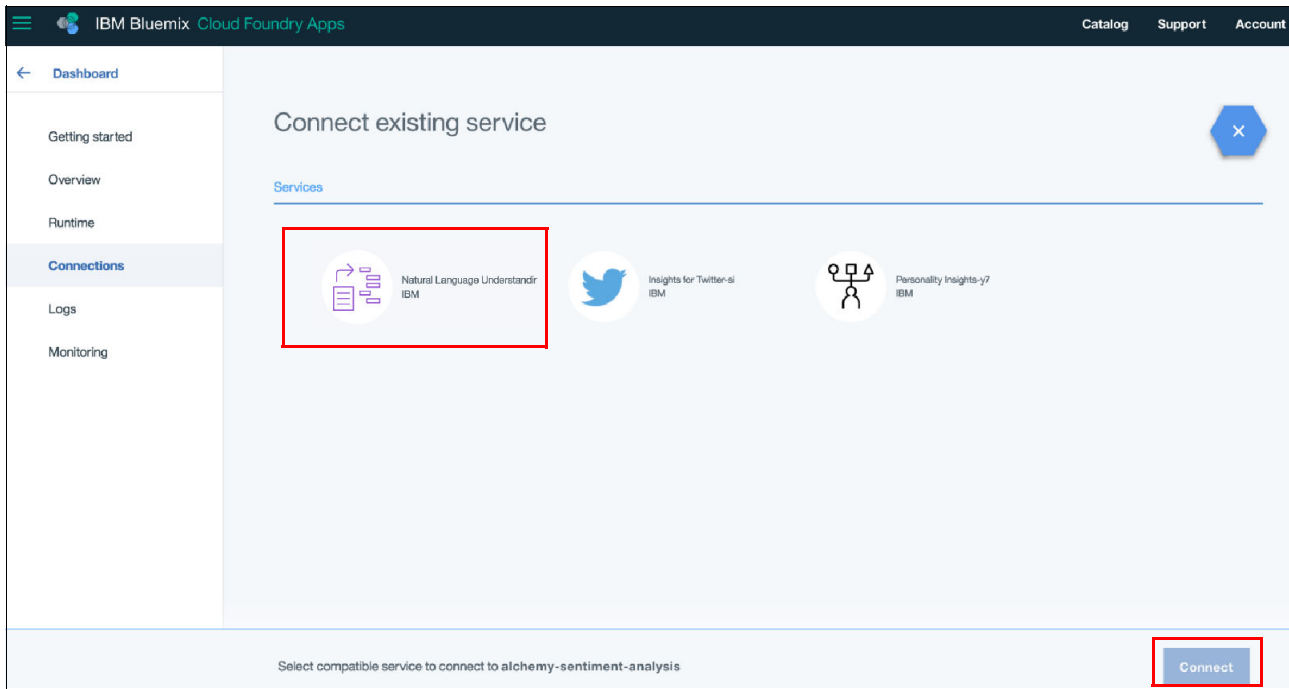 IBM Bluemix Cloud Foundry Apps
Catalog Support Account
Dashboard
Getting started
Overview
Runtime
Connections
Logs
Monitoring
Connect existing service
Services
Natural Language Understandir
IBM
Insights for Twitter-si
IBM
Personality Insights-y7
IBM
Select compatible service to connect to alchemy-sentiment-analysis
Connect